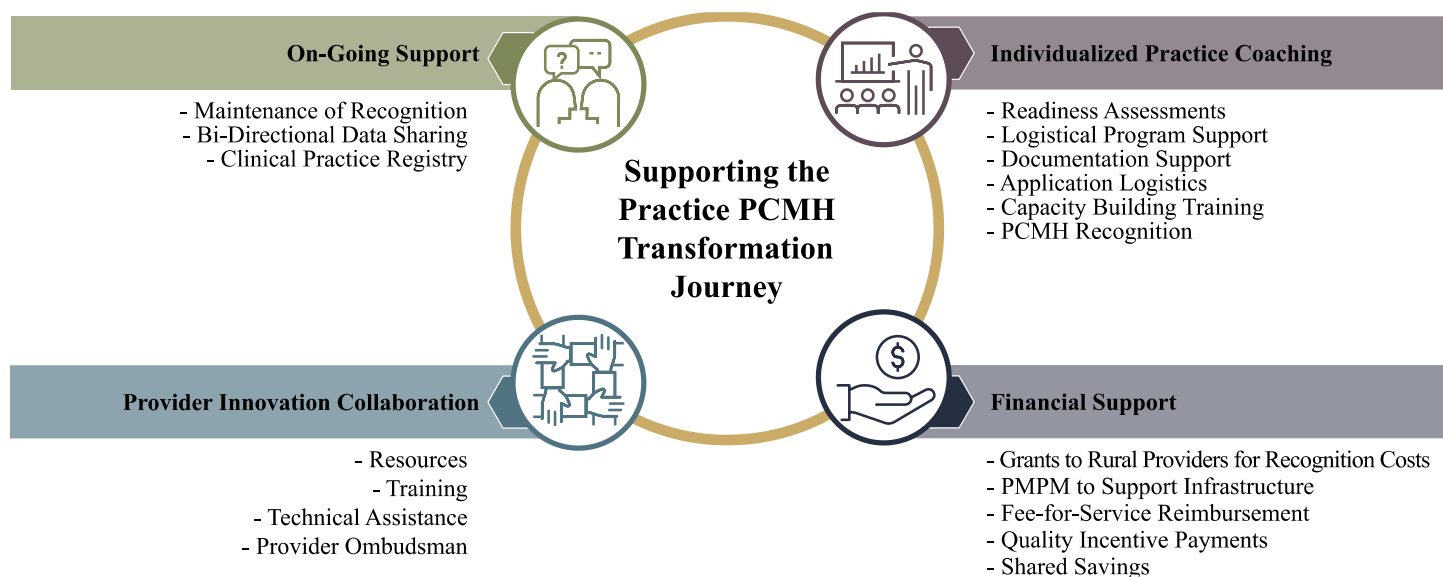 On-Going Support
- Maintenance of Recognition
- Bi-Directional Data Sharing
- Clinical Practice Registry
?
Individualized Practice Coaching
- Readiness Assessments
- Logistical Program Support
- Documentation Support
- Application Logistics
- Capacity Building Training
- PCMH Recognition
Supporting the
Practice PCMH
Transformation
Journey
Provider Innovation Collaboration
- Resources
- Training
- Technical Assistance
- Provider Ombudsman
$
Financial Support
- Grants to Rural Providers for Recognition Costs
- PMPM to Support Infrastructure
- Fee-for-Service Reimbursement
- Quality Incentive Payments
- Shared Savings